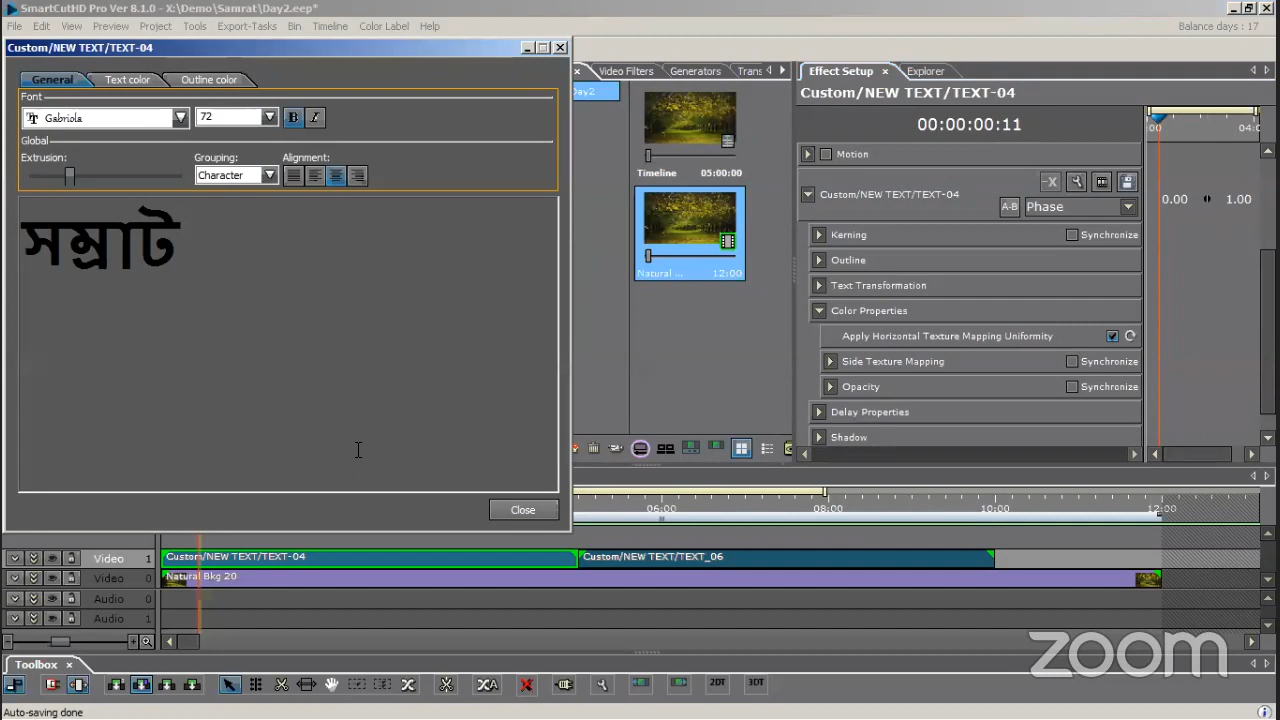 SmartCutHD Pro Ver 8.1.0 - X:\Demo\Samrat\Day2.eep*
File Edit View Preview Project Tools Export-Tasks Bin Timeline Color Label Help
Balance days : 17
Custom/NEW TEXT/TEXT-04
General Text color Outline color
Font
Gabriola 72 B I
Global
Extrusion: Grouping: Alignment:
Character
সম্রাট
Close
Video Filters Generators Trans
Day2
Timeline 05:00:00
Natural ... 12:00
Effect Setup Explorer
Custom/NEW TEXT/TEXT-04
00:00:00:11
:00 04:0
Motion
Custom/NEW TEXT/TEXT-04
-X
A-B Phase
0.00 1.00
Kerning Synchronize
Outline
Text Transformation
Color Properties
Apply Horizontal Texture Mapping Uniformity
Side Texture Mapping Synchronize
Opacity Synchronize
Delay Properties
Shadow
06:00 08:00 10:00 12:00
Video 1 Custom/NEW TEXT/TEXT-04 Custom/NEW TEXT/TEXT_06
Video 0 Natural Bkg 20
Audio 0
Audio 1
zoom
Toolbox
XA 2DT 3DT
Auto-saving done